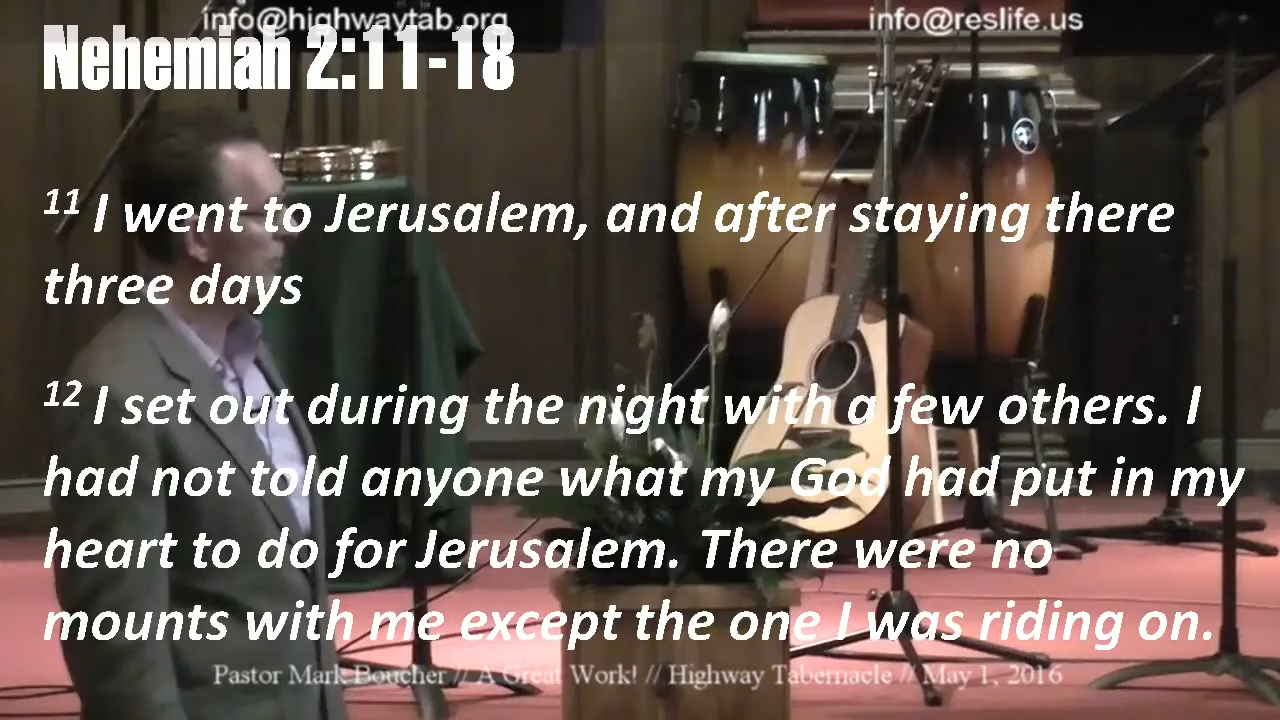 info@highwaytab.org info@reslife.us
Nehemiah 2:11-18
11 I went to Jerusalem, and after staying there
three days
12 I set out during the night with a few others. I
had not told anyone what my God had put in my
heart to do for Jerusalem. There were no
mounts with me except the one I was riding on.
Pastor Mark Boucher // A Great Work! // Highway Tabernacle // May 1, 2016